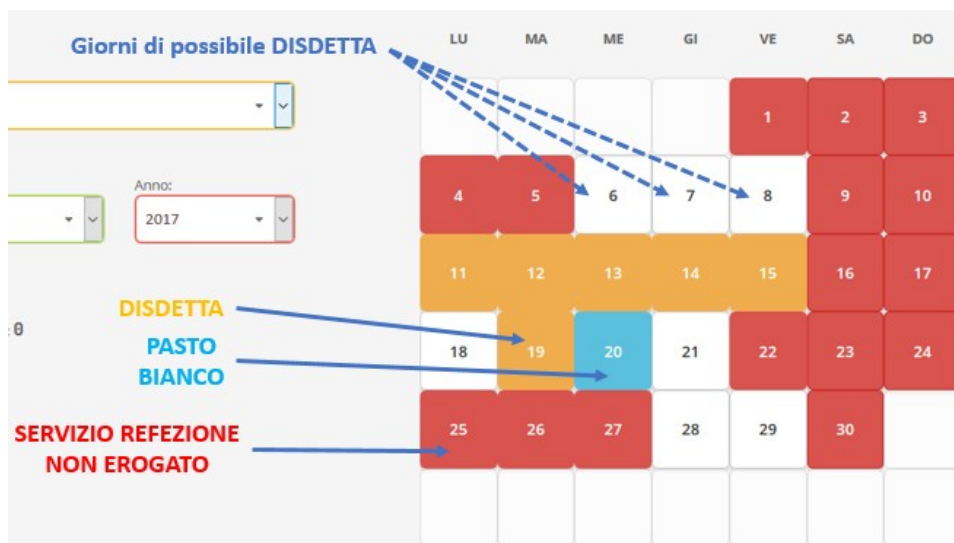 Giorni di possibile DISDETTA
LU MA ME GI VE SA DO
1 2 3
Anno:
2017
4 5 6 7 8 9 10
11 12 13 14 15 16 17
DISDETTA
: 0
PASTO
BIANCO
18 19 20 21 22 23 24
SERVIZIO REFEZIONE
NON EROGATO
25 26 27 28 29 30